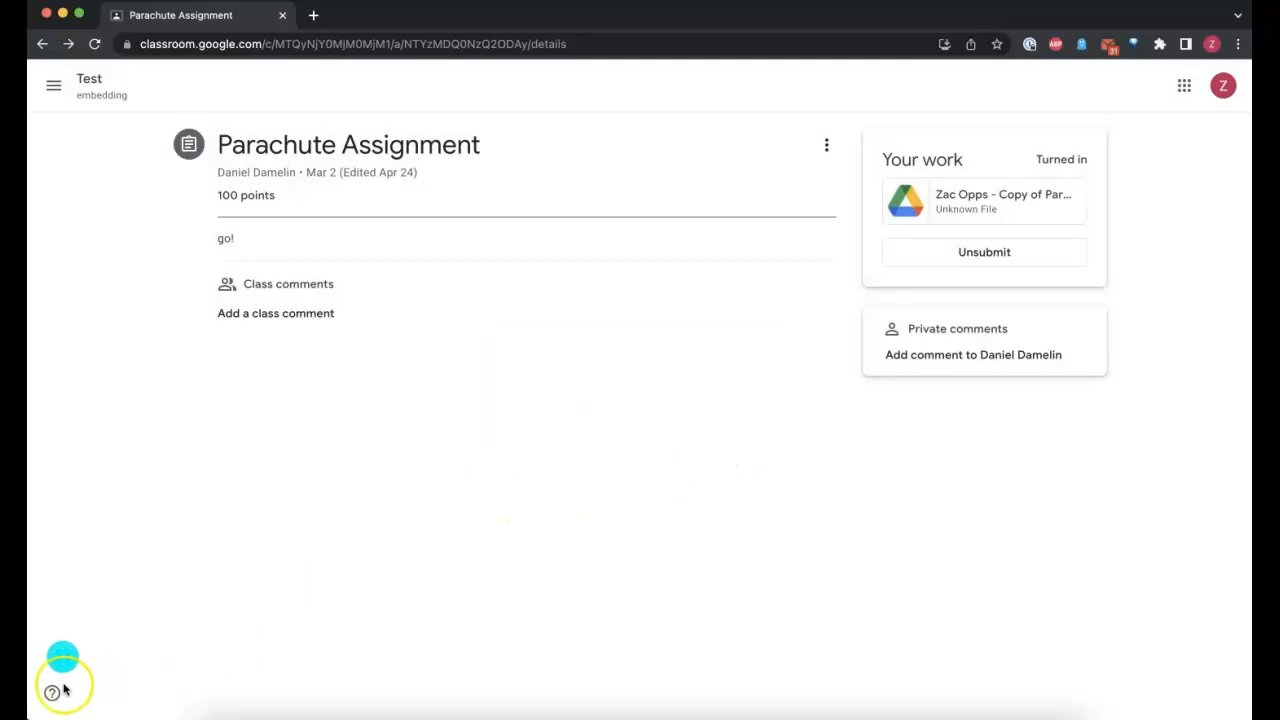 Parachute Assignment
classroom.google.com/c/MTQyNjY0MjM0MjM1/a/NTYzMDQ0NzQ2ODAy/details
ABP
31
Z
Test
embedding
Z
Parachute Assignment
Daniel Damelin • Mar 2 (Edited Apr 24)
100 points
go!
Class comments
Add a class comment
Your work
Turned in
Zac Opps - Copy of Par...
Unknown File
Unsubmit
Private comments
Add comment to Daniel Damelin